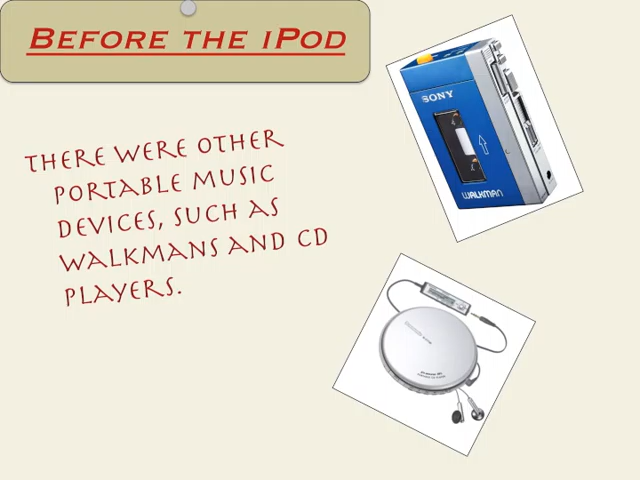 Before the iPod
There were other
portable music
devices, such as
Walkmans and CD
players.
SONY
WALKMAN